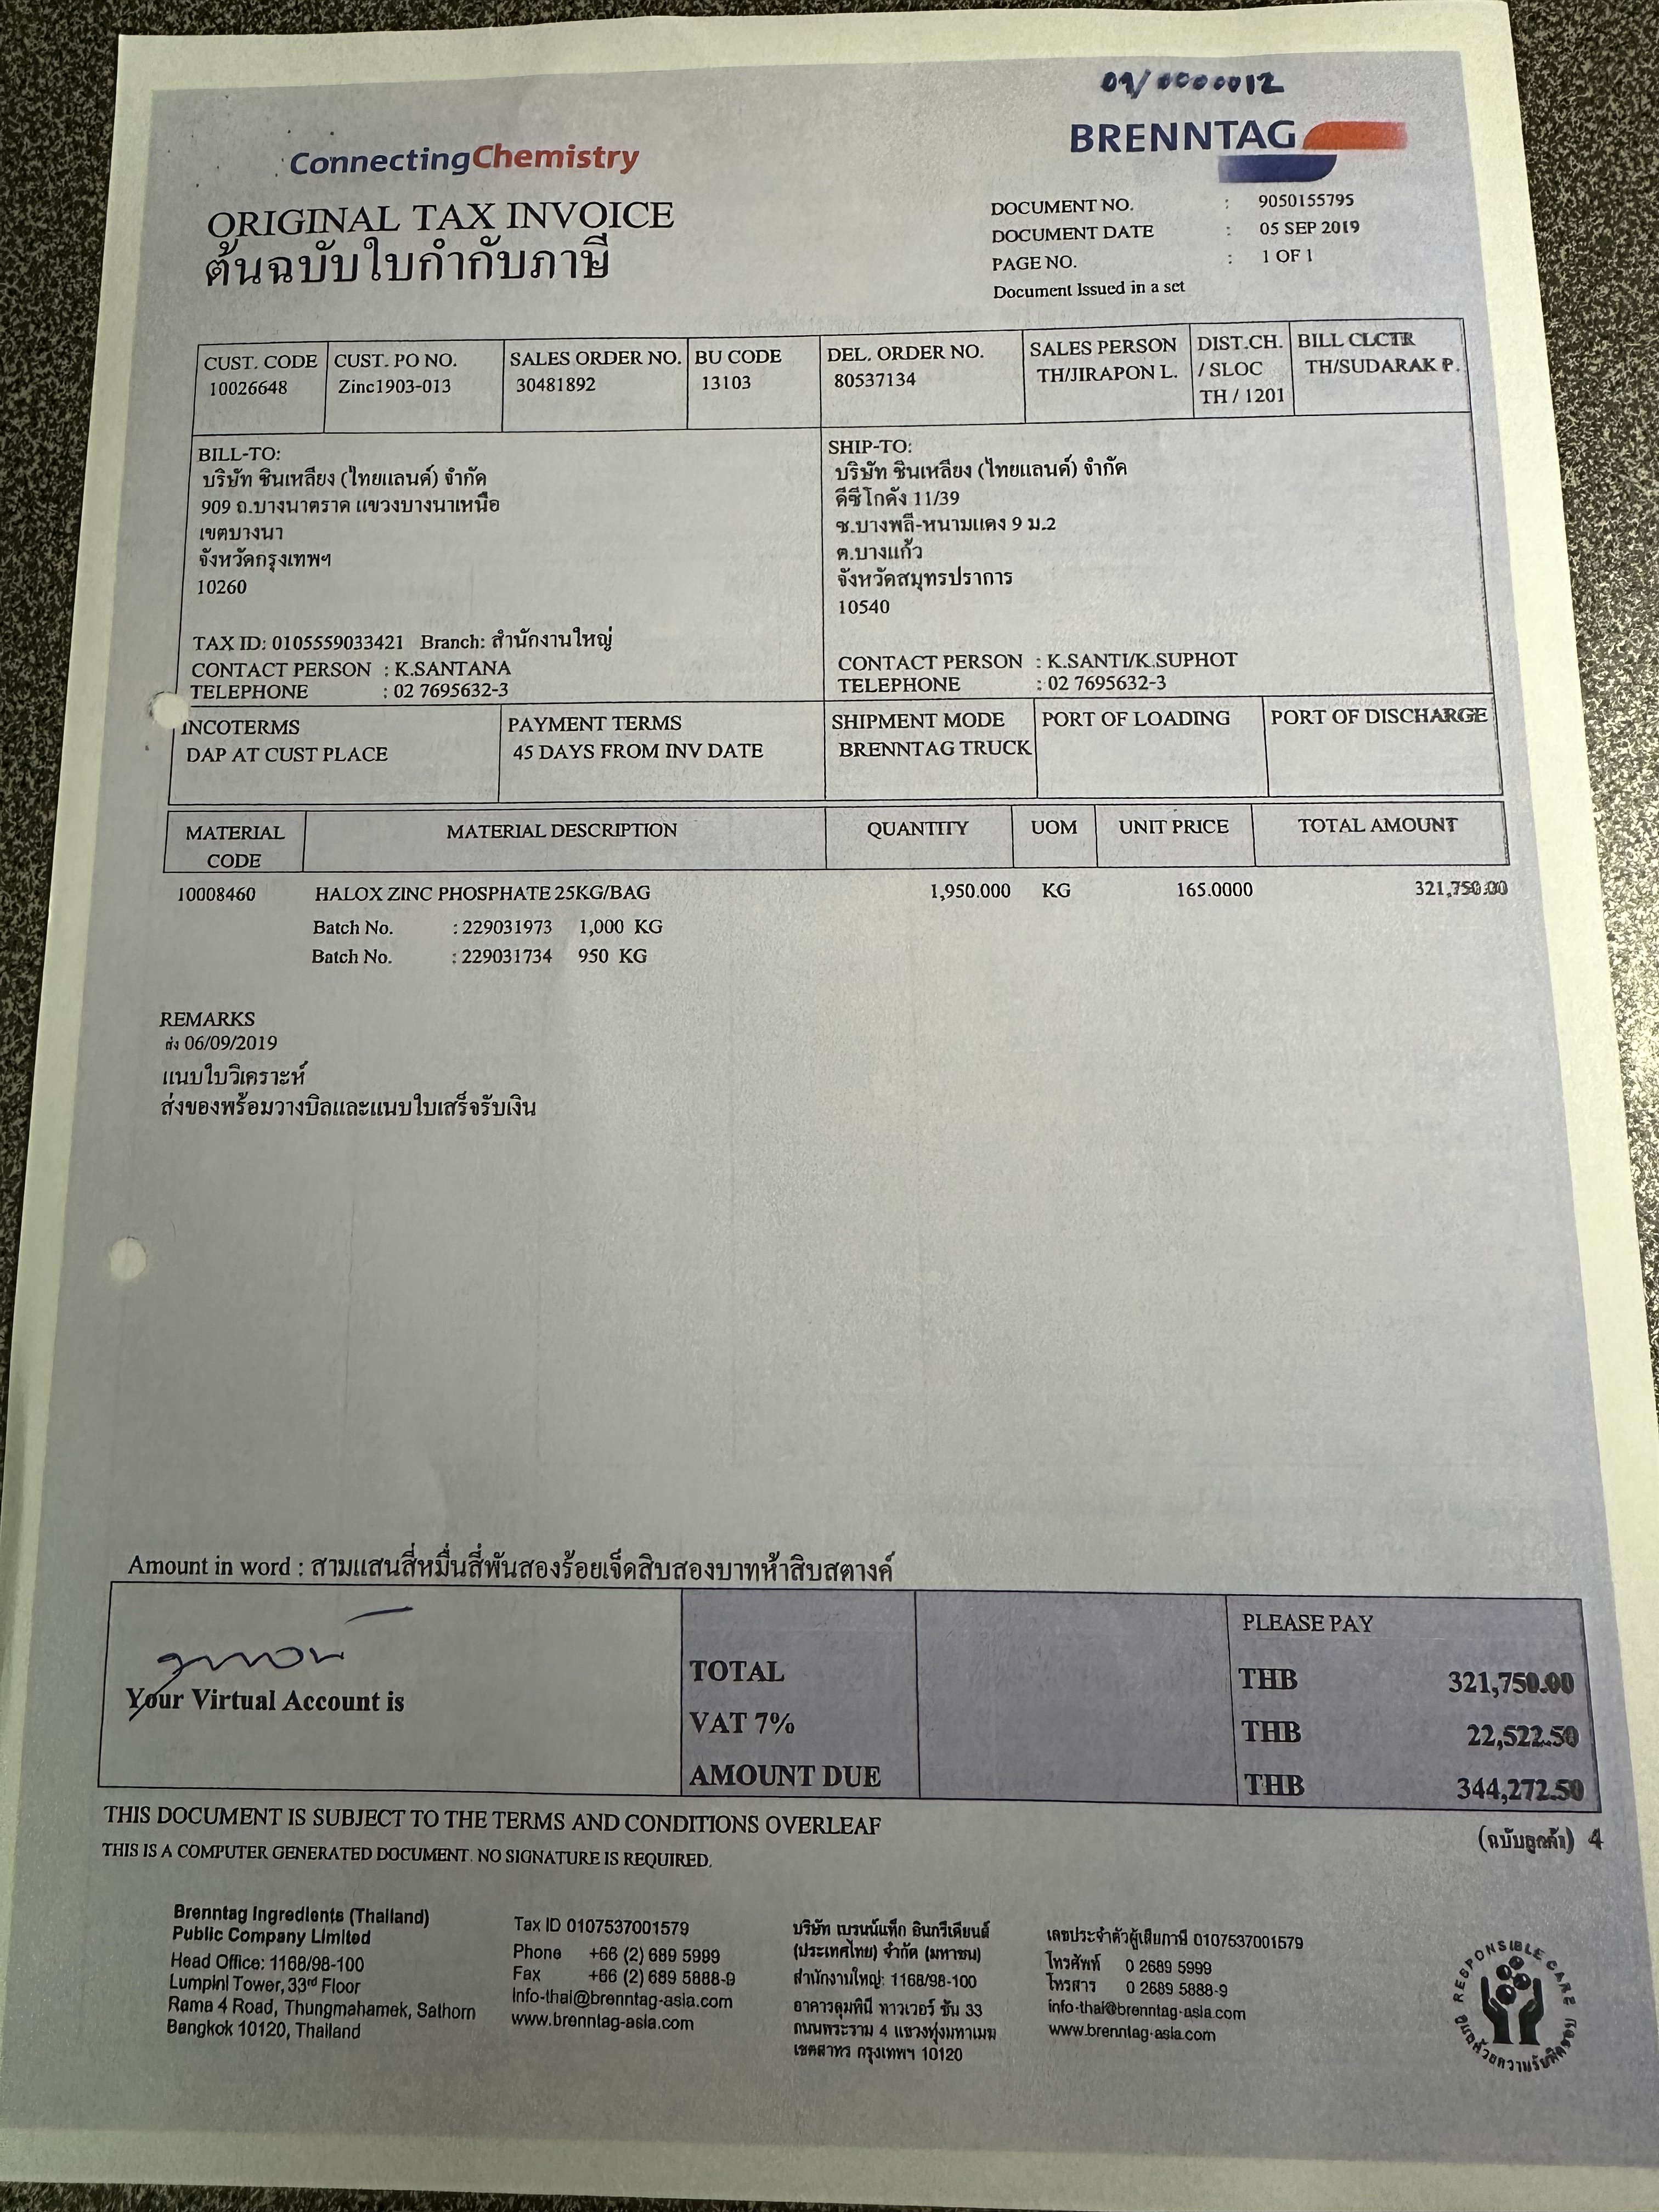 09/0000012
ConnectingChemistry
BRENNTAG
ORIGINAL TAX INVOICE
ต้นฉบับใบกำกับภาษี
DOCUMENT NO. : 9050155795
DOCUMENT DATE : 05 SEP 2019
PAGE NO. : 1 OF 1
Document Issued in a set
CUST. CODE
10026648
CUST. PO NO.
Zinc1903-013
SALES ORDER NO.
30481892
BU CODE
13103
DEL. ORDER NO.
80537134
SALES PERSON
TH/JIRAPON L.
DIST.CH.
/ SLOC
TH / 1201
BILL CLCTR
TH/SUDARAK P.
BILL-TO:
บริษัท ชินเหลียง (ไทยแลนด์) จำกัด
909 ถ.บางนาตราด แขวงบางนาเหนือ
เขตบางนา
จังหวัดกรุงเทพฯ
10260
TAX ID: 0105559033421 Branch: สำนักงานใหญ่
CONTACT PERSON : K.SANTANA
TELEPHONE : 02 7695632-3
SHIP-TO:
บริษัท ชินเหลียง (ไทยแลนด์) จำกัด
ดีซีโกดัง 11/39
ซ.บางพลี-หนามแดง 9 ม.2
ต.บางแก้ว
จังหวัดสมุทรปราการ
10540
CONTACT PERSON : K.SANTI/K.SUPHOT
TELEPHONE : 02 7695632-3
INCOTERMS
DAP AT CUST PLACE
PAYMENT TERMS
45 DAYS FROM INV DATE
SHIPMENT MODE
BRENNTAG TRUCK
PORT OF LOADING
PORT OF DISCHARGE
MATERIAL CODE
MATERIAL DESCRIPTION
QUANTITY
UOM
UNIT PRICE
TOTAL AMOUNT
10008460 HALOX ZINC PHOSPHATE 25KG/BAG 1,950.000 KG 165.0000 321,750.00
Batch No. : 229031973 1,000 KG
Batch No. : 229031734 950 KG
REMARKS
ส่ง 06/09/2019
แนบใบวิเคราะห์
ส่งของพร้อมวางบิลและแนบใบเสร็จรับเงิน
Amount in word : สามแสนสี่หมื่นสี่พันสองร้อยเจ็ดสิบสองบาทห้าสิบสตางค์
Your Virtual Account is
PLEASE PAY
TOTAL THB 321,750.00
VAT 7% THB 22,522.50
AMOUNT DUE THB 344,272.50
THIS DOCUMENT IS SUBJECT TO THE TERMS AND CONDITIONS OVERLEAF
THIS IS A COMPUTER GENERATED DOCUMENT. NO SIGNATURE IS REQUIRED.
(ฉบับลูกค้า) 4
Brenntag Ingredients (Thailand)
Public Company Limited
Head Office: 1168/98-100
Lumpini Tower, 33rd Floor
Rama 4 Road, Thungmahamek, Sathorn
Bangkok 10120, Thailand
Tax ID 0107537001579
Phone +66 (2) 689 5999
Fax +66 (2) 689 5888-9
info-thai@brenntag-asia.com
www.brenntag-asia.com
บริษัท เบรนน์แท็ก อินกรีเดียนส์
(ประเทศไทย) จำกัด (มหาชน)
สำนักงานใหญ่: 1168/98-100
อาคารลุมพินี ทาวเวอร์ ชั้น 33
ถนนพระราม 4 แขวงทุ่งมหาเมฆ
เขตสาทร กรุงเทพฯ 10120
เลขประจำตัวผู้เสียภาษี 0107537001579
โทรศัพท์ 0 2689 5999
โทรสาร 0 2689 5888-9
info-thai@brenntag-asia.com
www.brenntag-asia.com
RESPONSIBLE CARE
ดูแลด้วยความรับผิดชอบ